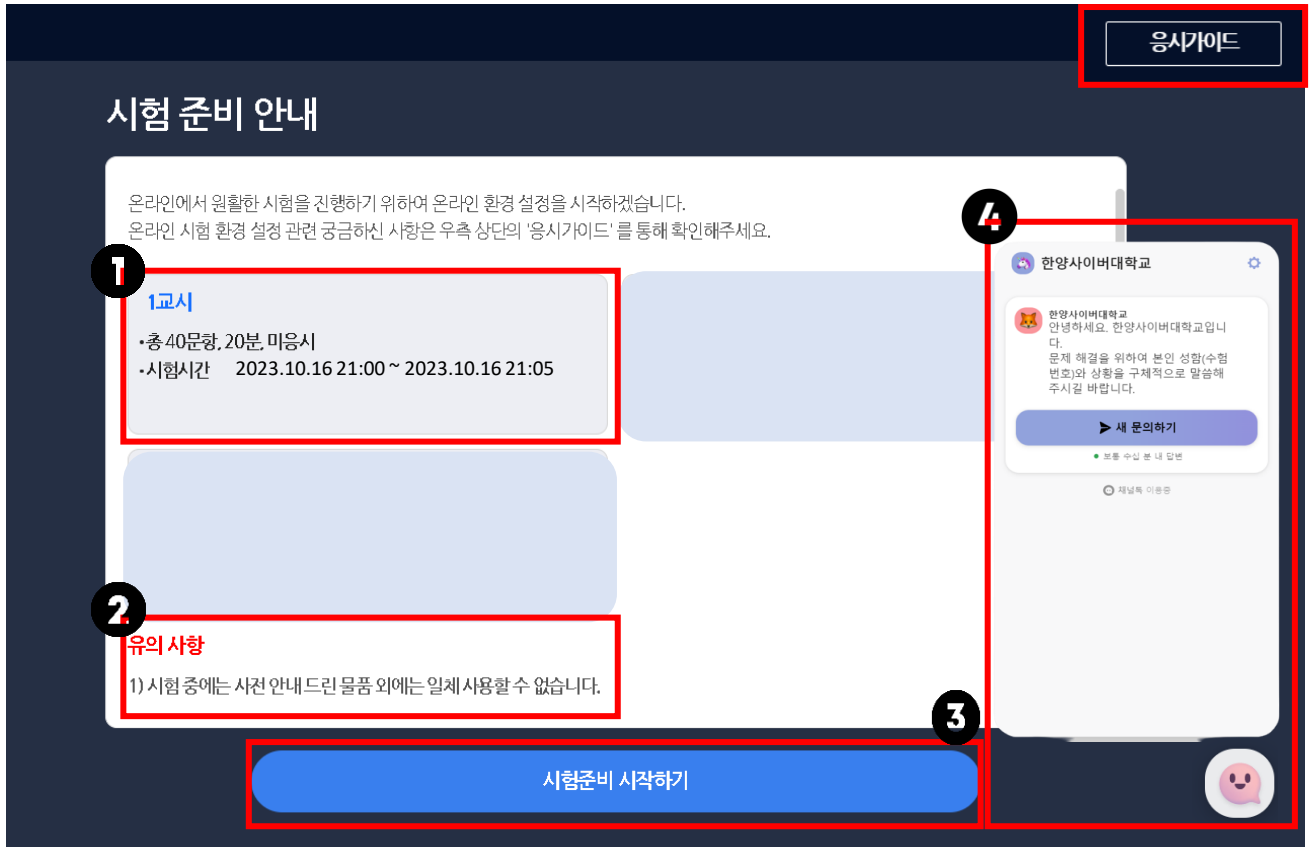 응시가이드
시험 준비 안내
온라인에서 원활한 시험을 진행하기 위하여 온라인 환경 설정을 시작하겠습니다.
온라인 시험 환경 설정 관련 궁금하신 사항은 우측 상단의 '응시가이드' 를 통해 확인해주세요.
1
1교시
•총 40문항, 20분, 미응시
•시험시간 2023.10.16 21:00 ~ 2023.10.16 21:05
2
유의 사항
1) 시험 중에는 사전 안내 드린 물품 외에는 일체 사용할 수 없습니다.
3
시험준비 시작하기
4
한양사이버대학교
한양사이버대학교
안녕하세요. 한양사이버대학교입니
다.
문제 해결을 위하여 본인 성함(수험
번호)와 상황을 구체적으로 말씀해
주시길 바랍니다.
새 문의하기
보통 수십 분 내 답변
채널톡 이용중